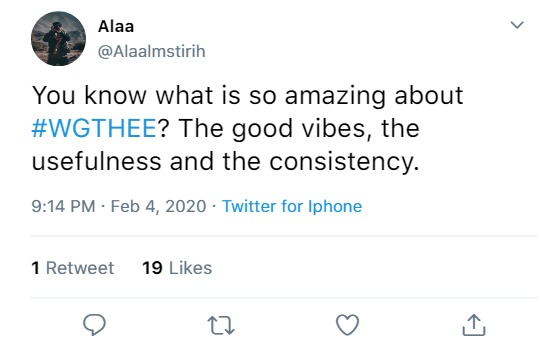 Alaa
@Alaalmstirih
You know what is so amazing about
#WGTHEE? The good vibes, the
usefulness and the consistency.
9:14 PM · Feb 4, 2020 · Twitter for Iphone
1 Retweet 19 Likes